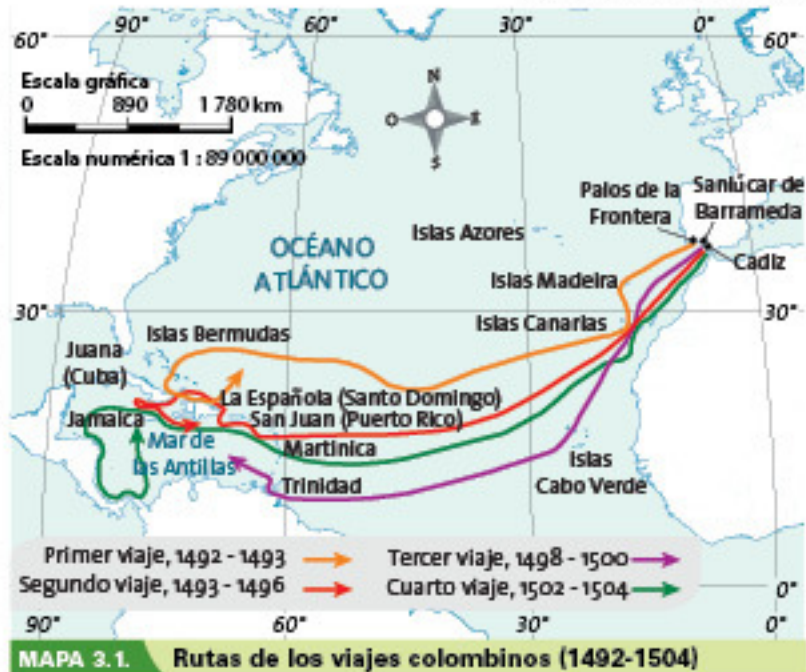 90° 60° 30° 0°
60° 60°
Escala gráfica
0 890 1 780 km
Escala numérica 1 : 89 000 000
N
O E
S
Palos de la
Frontera
Sanlúcar de
Barrameda
Cadiz
Islas Azores
OCÉANO
ATLÁNTICO
Islas Madeira
30° 30°
Islas Canarias
Islas Bermudas
Juana
(Cuba)
La Española (Santo Domingo)
San Juan (Puerto Rico)
Jamaica
Mar de
las Antillas
Martinica
Trinidad
Islas
Cabo Verde
Primer viaje, 1492 - 1493
Segundo viaje, 1493 - 1496
Tercer viaje, 1498 - 1500
Cuarto viaje, 1502 - 1504
0° 0°
90° 60° 30° 0°
MAPA 3.1. Rutas de los viajes colombinos (1492-1504)